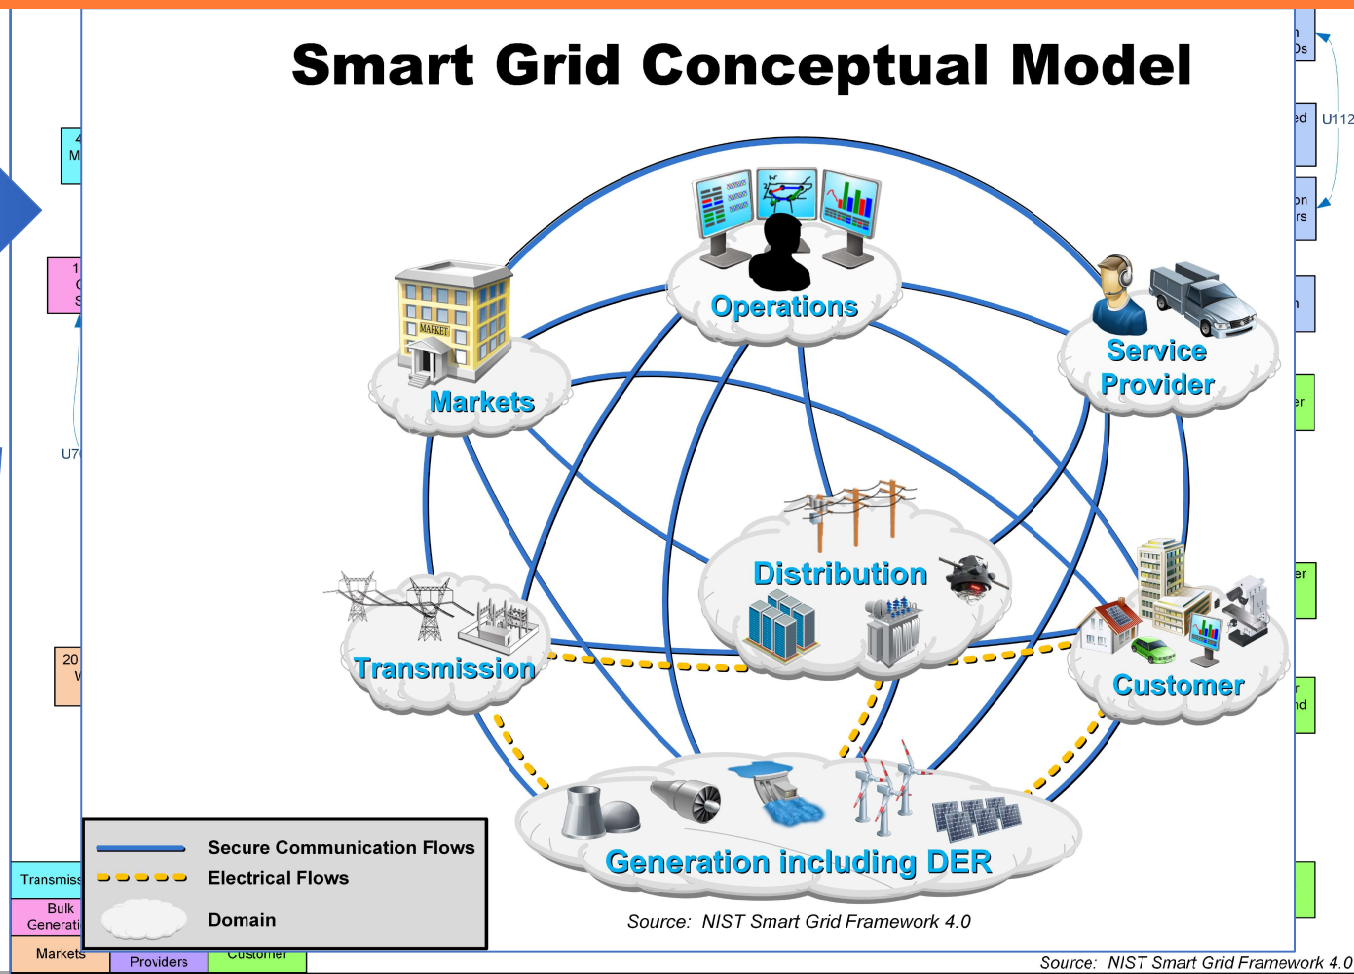 Smart Grid Conceptual Model
U112
Operations
MARKET
Markets
Service
Provider
Distribution
Transmission
Customer
Generation including DER
Secure Communication Flows
Electrical Flows
Domain
Source: NIST Smart Grid Framework 4.0
20
Bulk
Markets
Providers
Customer
Source: NIST Smart Grid Framework 4.0